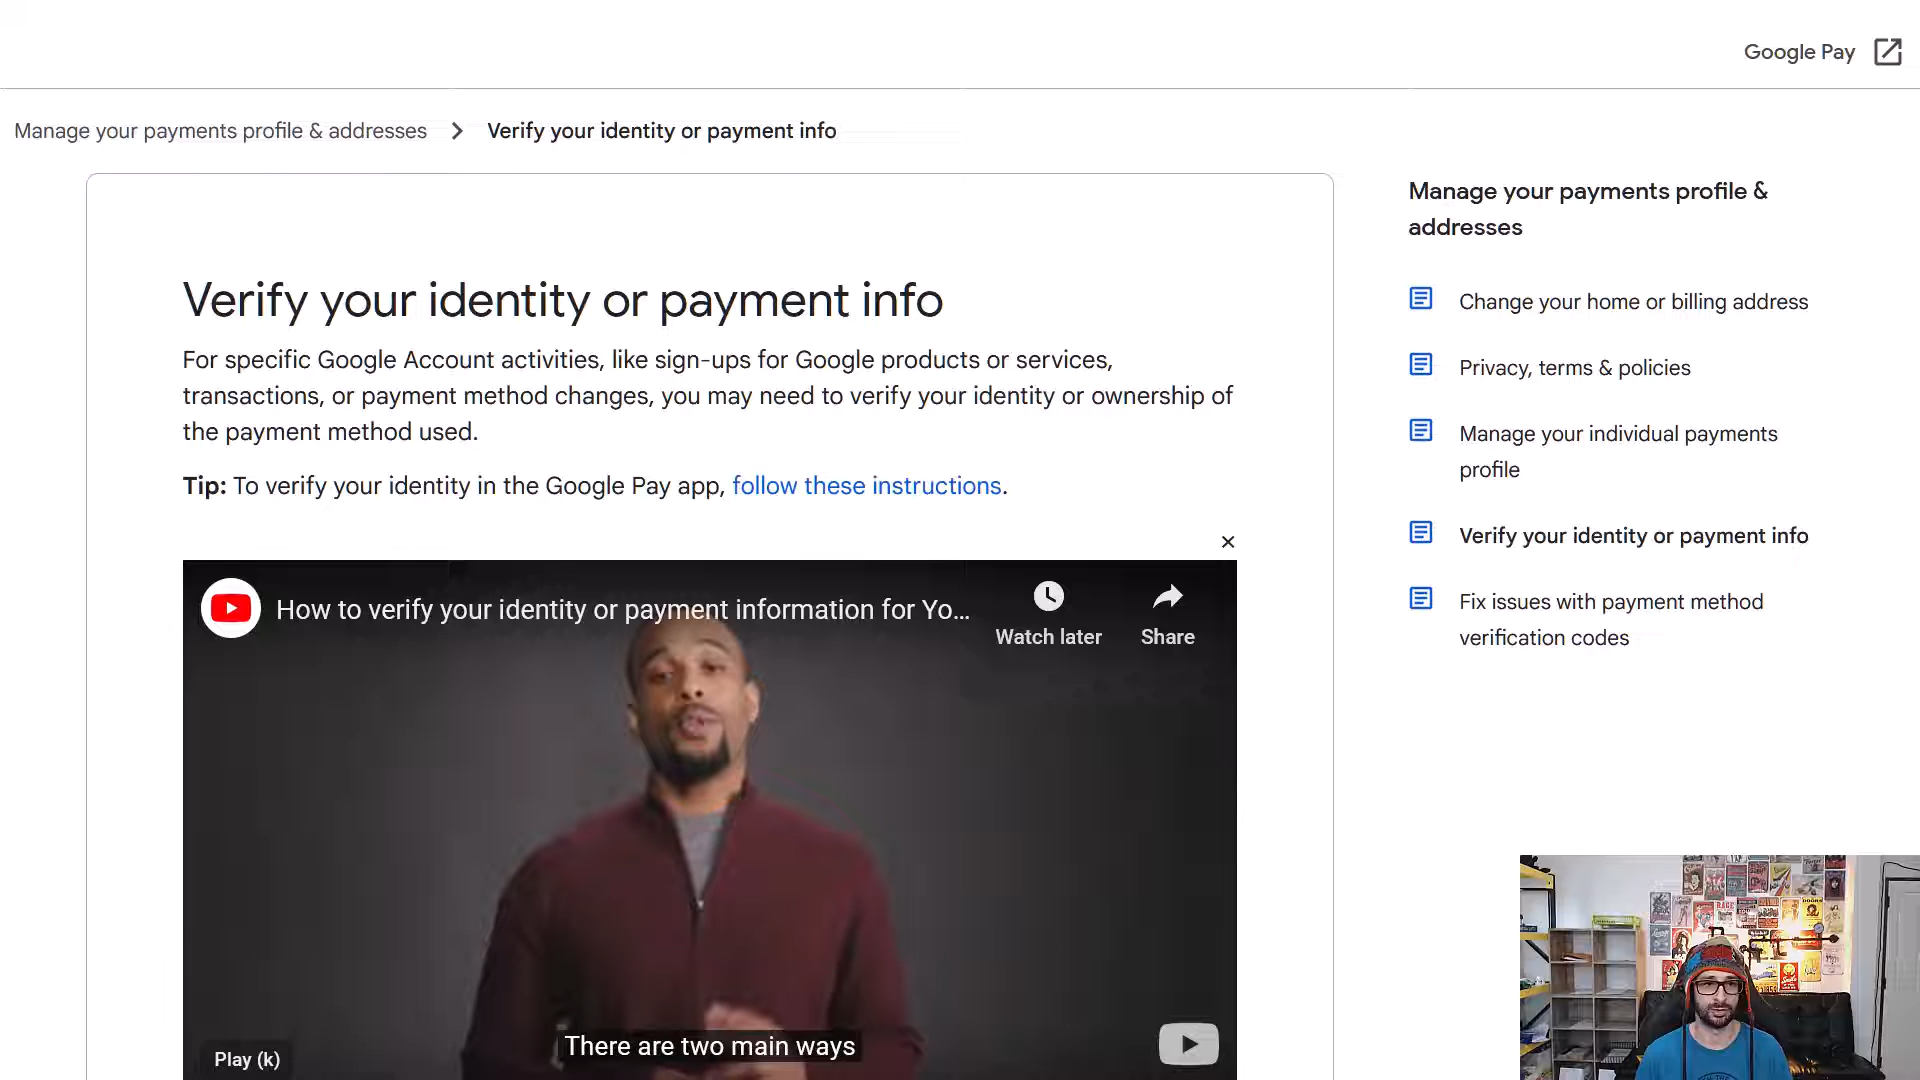 Google Pay
Manage your payments profile & addresses
Verify your identity or payment info
Verify your identity or payment info
For specific Google Account activities, like sign-ups for Google products or services,
transactions, or payment method changes, you may need to verify your identity or ownership of
the payment method used.
Tip: To verify your identity in the Google Pay app, follow these instructions.
How to verify your identity or payment information for Yo...
Watch later
Share
There are two main ways
Play (k)
Manage your payments profile &
addresses
Change your home or billing address
Privacy, terms & policies
Manage your individual payments
profile
Verify your identity or payment info
Fix issues with payment method
verification codes